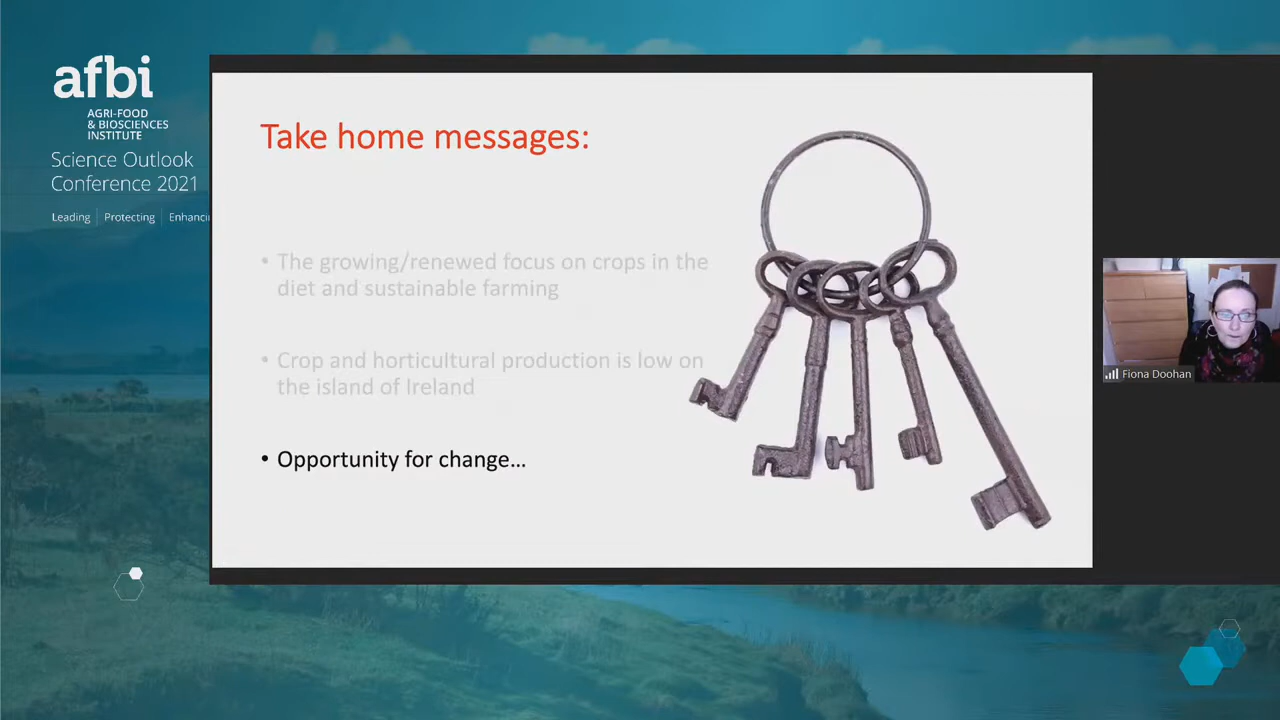 afbi
AGRI-FOOD
& BIOSCIENCES
INSTITUTE
Science Outlook
Conference 2021
Leading | Protecting | Enhancin
Take home messages:
• The growing/renewed focus on crops in the
diet and sustainable farming
• Crop and horticultural production is low on
the island of Ireland
• Opportunity for change...
Fiona Doohan